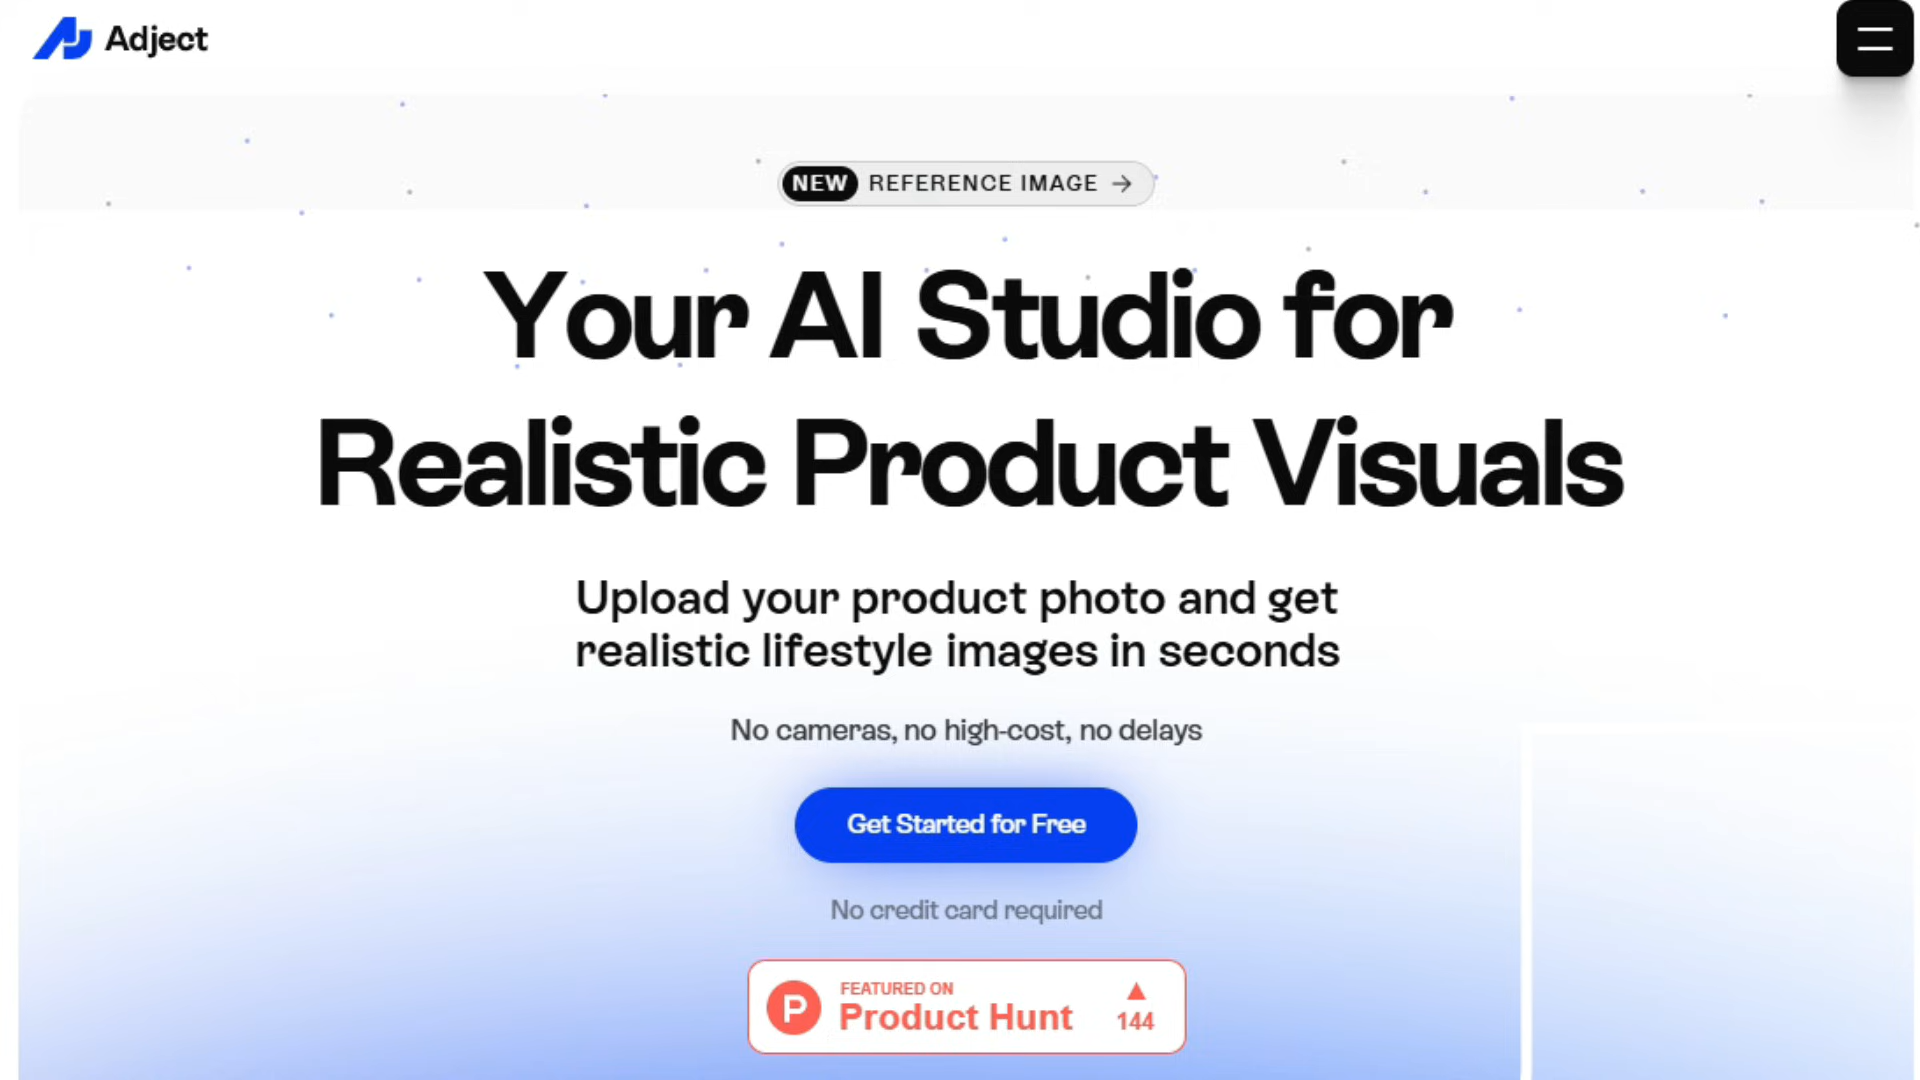 Adject
NEW REFERENCE IMAGE →
Your AI Studio for
Realistic Product Visuals
Upload your product photo and get
realistic lifestyle images in seconds
No cameras, no high-cost, no delays
Get Started for Free
No credit card required
P
FEATURED ON
Product Hunt
▲
144